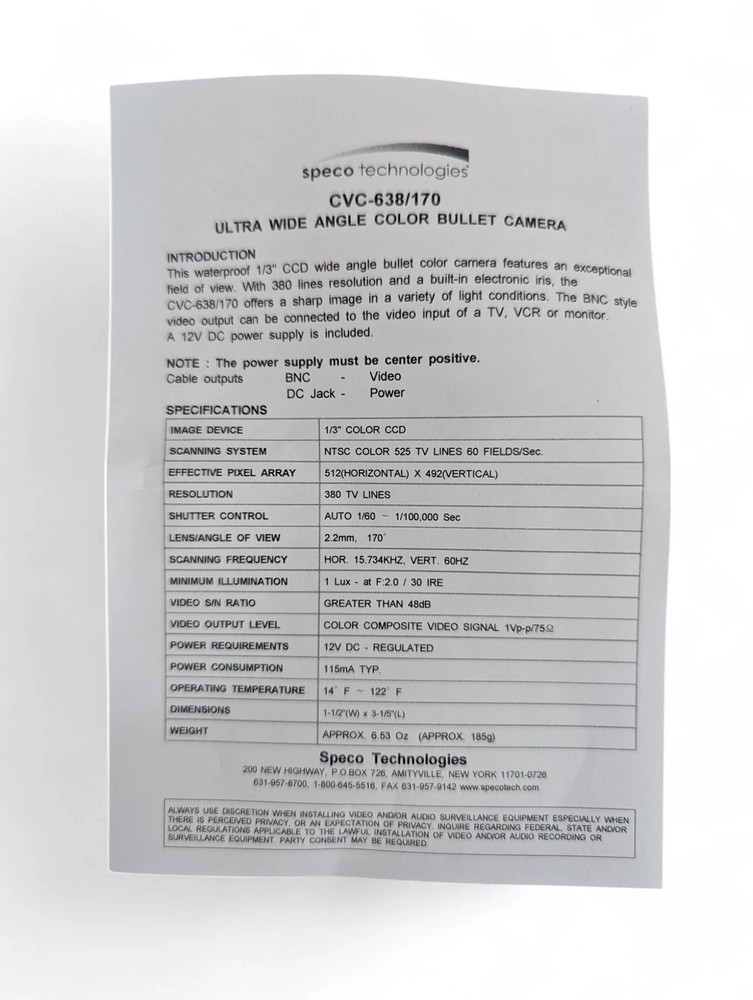 speco technologies
CVC-638/170
ULTRA WIDE ANGLE COLOR BULLET CAMERA
INTRODUCTION
This waterproof 1/3" CCD wide angle bullet color camera features an exceptional
field of view. With 380 lines resolution and a built-in electronic iris, the
CVC-638/170 offers a sharp image in a variety of light conditions. The BNC style
video output can be connected to the video input of a TV, VCR or monitor.
A 12V DC power supply is included.
NOTE : The power supply must be center positive.
Cable outputs BNC - Video
DC Jack - Power
SPECIFICATIONS
IMAGE DEVICE 1/3" COLOR CCD
SCANNING SYSTEM NTSC COLOR 525 TV LINES 60 FIELDS/Sec.
EFFECTIVE PIXEL ARRAY 512(HORIZONTAL) X 492(VERTICAL)
RESOLUTION 380 TV LINES
SHUTTER CONTROL AUTO 1/60 ~ 1/100,000 Sec
LENS/ANGLE OF VIEW 2.2mm, 170°
SCANNING FREQUENCY HOR. 15.734KHZ, VERT. 60HZ
MINIMUM ILLUMINATION 1 Lux - at F:2.0 / 30 IRE
VIDEO S/N RATIO GREATER THAN 48dB
VIDEO OUTPUT LEVEL COLOR COMPOSITE VIDEO SIGNAL 1Vp-p/75Ω
POWER REQUIREMENTS 12V DC - REGULATED
POWER CONSUMPTION 115mA TYP.
OPERATING TEMPERATURE 14° F ~ 122° F
DIMENSIONS 1-1/2"(W) x 3-1/5"(L)
WEIGHT APPROX. 6.53 Oz (APPROX. 185g)
Speco Technologies
200 NEW HIGHWAY, P.O.BOX 726, AMITYVILLE, NEW YORK 11701-0726
631-957-8700, 1-800-645-5516, FAX 631-957-9142 www.specotech.com
ALWAYS USE DISCRETION WHEN INSTALLING VIDEO AND/OR AUDIO SURVEILLANCE EQUIPMENT ESPECIALLY WHEN
THERE IS PERCEIVED PRIVACY, OR AN EXPECTATION OF PRIVACY. INQUIRE REGARDING FEDERAL, STATE AND/OR
LOCAL REGULATIONS APPLICABLE TO THE LAWFUL INSTALLATION OF VIDEO AND/OR AUDIO RECORDING OR
SURVEILLANCE EQUIPMENT. PARTY CONSENT MAY BE REQUIRED.